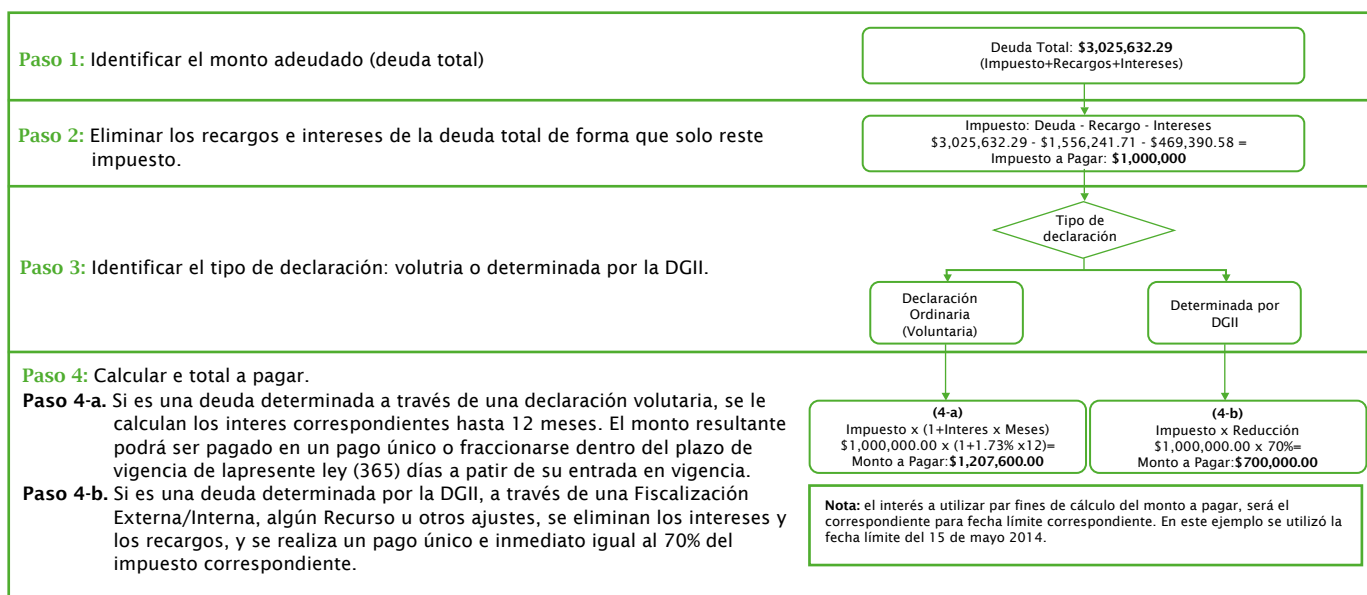 Paso 1: Identificar el monto adeudado (deuda total)
Deuda Total: $3,025,632.29
(Impuesto+Recargos+Intereses)
Paso 2: Eliminar los recargos e intereses de la deuda total de forma que solo reste
impuesto.
Impuesto: Deuda - Recargo - Intereses
$3,025,632.29 - $1,556,241.71 - $469,390.58 =
Impuesto a Pagar: $1,000,000
Paso 3: Identificar el tipo de declaración: volutria o determinada por la DGII.
Tipo de
declaración
Declaración
Ordinaria
(Voluntaria)
Determinada por
DGII
Paso 4: Calcular e total a pagar.
Paso 4-a. Si es una deuda determinada a través de una declaración volutaria, se le
calculan los interes correspondientes hasta 12 meses. El monto resultante
podrá ser pagado en un pago único o fraccionarse dentro del plazo de
vigencia de lapresente ley (365) días a patir de su entrada en vigencia.
Paso 4-b. Si es una deuda determinada por la DGII, a través de una Fiscalización
Externa/Interna, algún Recurso u otros ajustes, se eliminan los intereses y
los recargos, y se realiza un pago único e inmediato igual al 70% del
impuesto correspondiente.
(4-a)
Impuesto x (1+Interes x Meses)
$1,000,000.00 x (1+1.73% x12)=
Monto a Pagar:$1,207,600.00
(4-b)
Impuesto x Reducción
$1,000,000.00 x 70%=
Monto a Pagar:$700,000.00
Nota: el interés a utilizar par fines de cálculo del monto a pagar, será el
correspondiente para fecha límite correspondiente. En este ejemplo se utilizó la
fecha límite del 15 de mayo 2014.